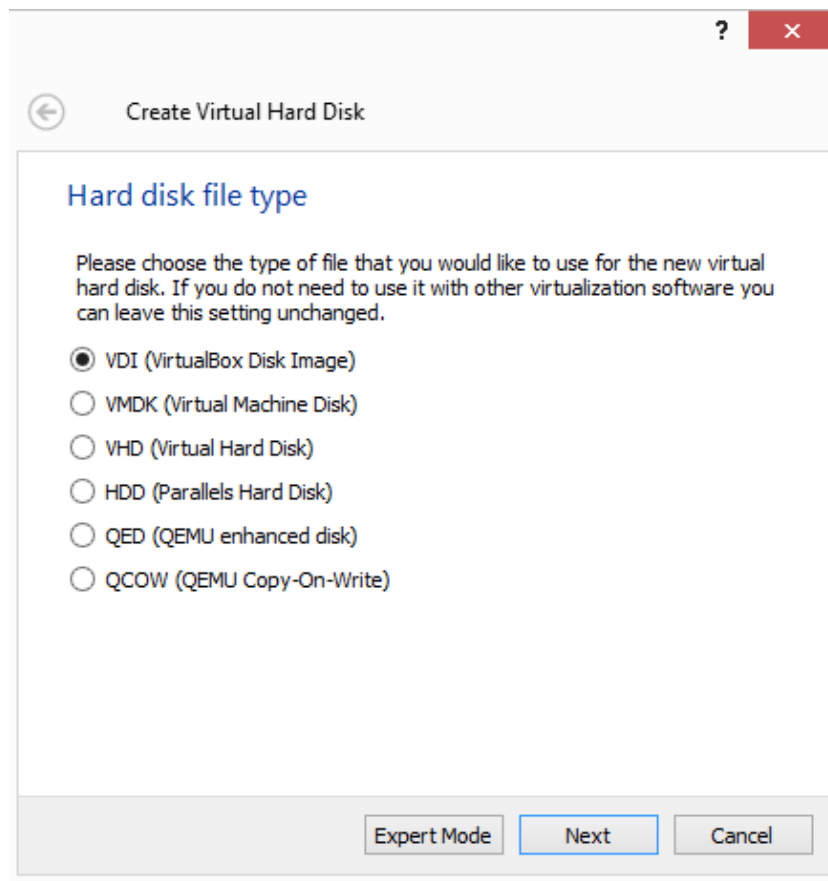 ?
Create Virtual Hard Disk
Hard disk file type
Please choose the type of file that you would like to use for the new virtual
hard disk. If you do not need to use it with other virtualization software you
can leave this setting unchanged.
VDI (VirtualBox Disk Image)
VMDK (Virtual Machine Disk)
VHD (Virtual Hard Disk)
HDD (Parallels Hard Disk)
QED (QEMU enhanced disk)
QCOW (QEMU Copy-On-Write)
Expert Mode Next Cancel